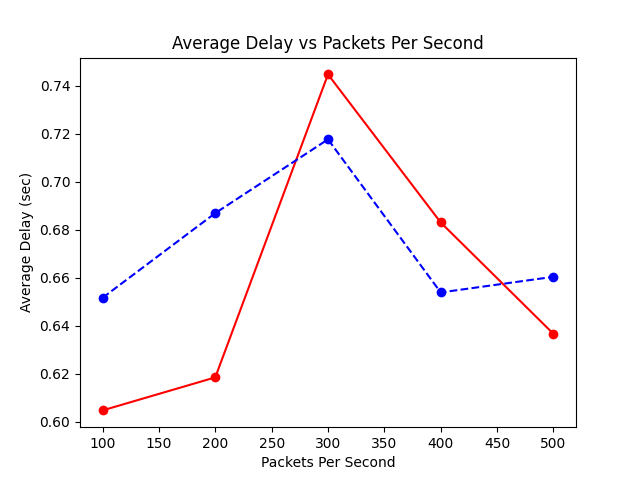 Average Delay vs Packets Per Second
0.74
0.72
0.70
0.68
0.66
0.64
0.62
0.60
Average Delay (sec)
100 150 200 250 300 350 400 450 500
Packets Per Second